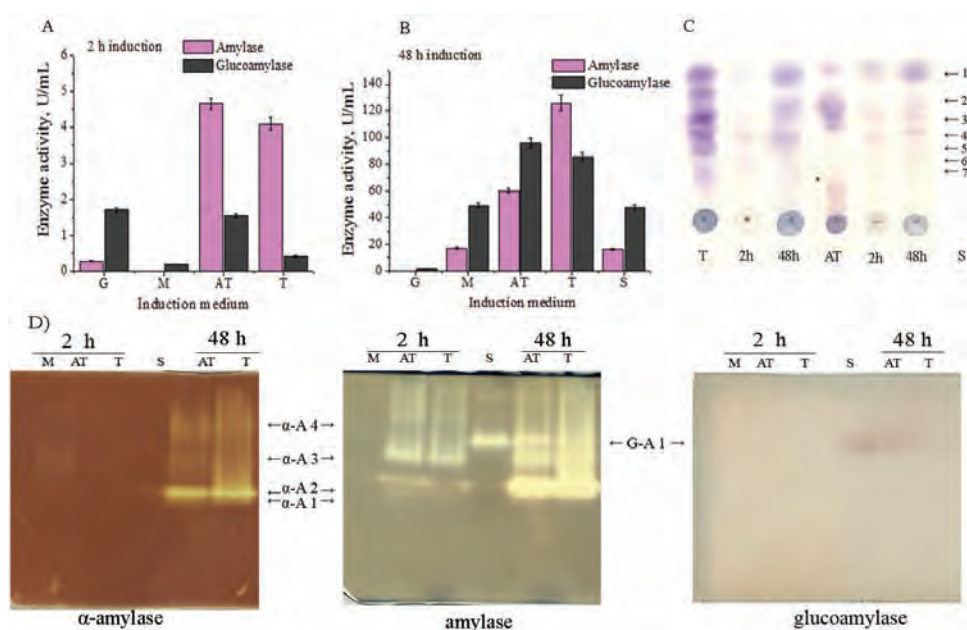 A
2 h induction
Amylase
Glucoamylase
Enzyme activity, U/mL
6
5
4
3
2
1
0
G M AT T
Induction medium
B
48 h induction
Amylase
Glucoamylase
Enzyme activity, U/mL
140
120
100
80
60
40
20
0
G M AT T S
Induction medium
C
← 1
← 2
← 3
← 4
← 5
← 6
← 7
T 2h 48h AT 2h 48h S
D)
2 h 48 h
M AT T S AT T
α-amylase
← α-A 4 →
← α-A 3 →
← α-A 2 →
← α-A 1 →
2 h 48 h
M AT T S AT T
amylase
← G-A 1 →
2 h 48 h
M AT T S AT T
glucoamylase